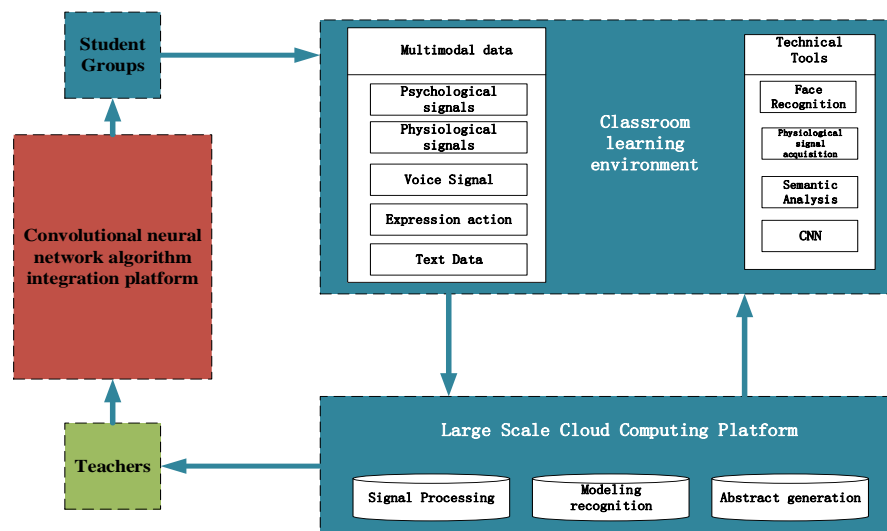 Student
Groups
Multimodal data
Psychological
signals
Physiological
signals
Voice Signal
Expression action
Text Data
Classroom
learning
environment
Technical
Tools
Face
Recognition
Physiological
signal
acquisition
Semantic
Analysis
CNN
Convolutional neural
network algorithm
integration platform
Teachers
Large Scale Cloud Computing Platform
Signal Processing
Modeling
recognition
Abstract generation